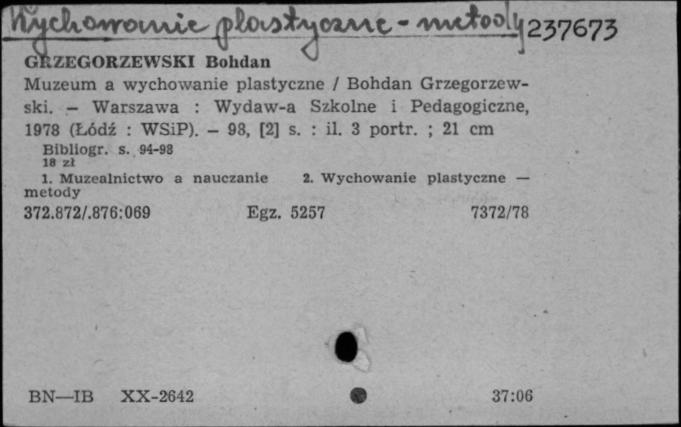 Wychowanie plastyczne - metody 237673
GRZEGORZEWSKI Bohdan
Muzeum a wychowanie plastyczne / Bohdan Grzegorzew-
ski. – Warszawa : Wydaw-a Szkolne i Pedagogiczne,
1978 (Łódź : WSiP). – 98, [2] s. : il. 3 portr. ; 21 cm
Bibliogr. s. 94-98
18 zł
1. Muzealnictwo a nauczanie 2. Wychowanie plastyczne —
metody
372.872/.876:069 Egz. 5257 7372/78
BN—IB XX-2642 37:06